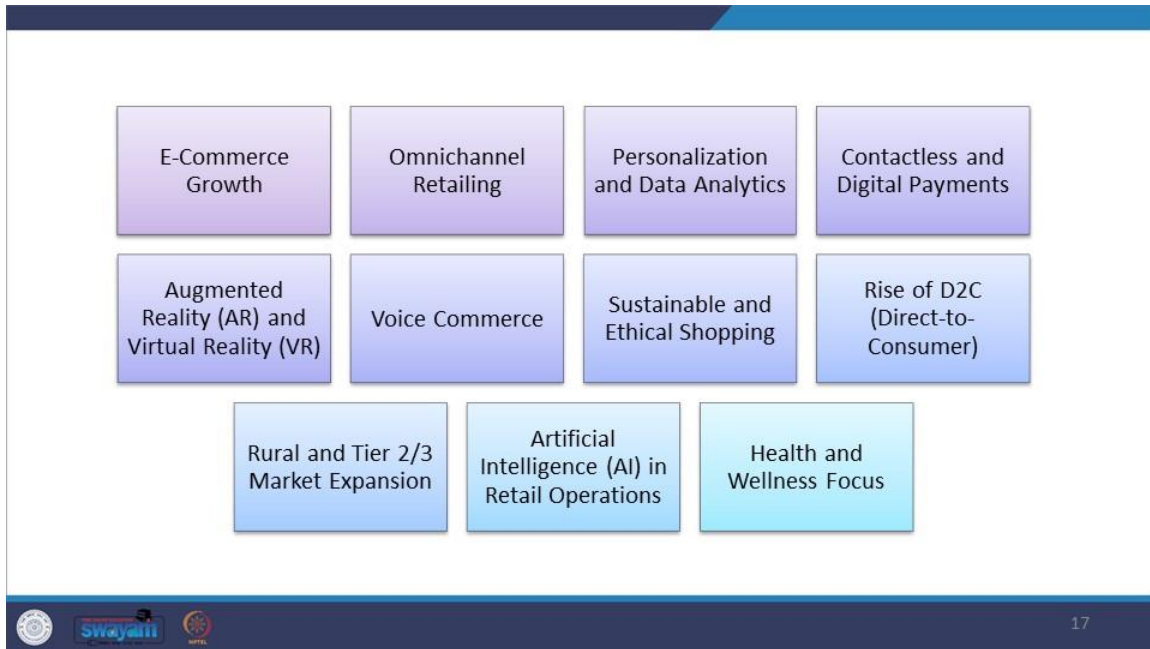 E-Commerce
Growth
Omnichannel
Retailing
Personalization
and Data Analytics
Contactless and
Digital Payments
Augmented
Reality (AR) and
Virtual Reality (VR)
Voice Commerce
Sustainable and
Ethical Shopping
Rise of D2C
(Direct-to-
Consumer)
Rural and Tier 2/3
Market Expansion
Artificial
Intelligence (AI) in
Retail Operations
Health and
Wellness Focus
swayam
NPTEL
17